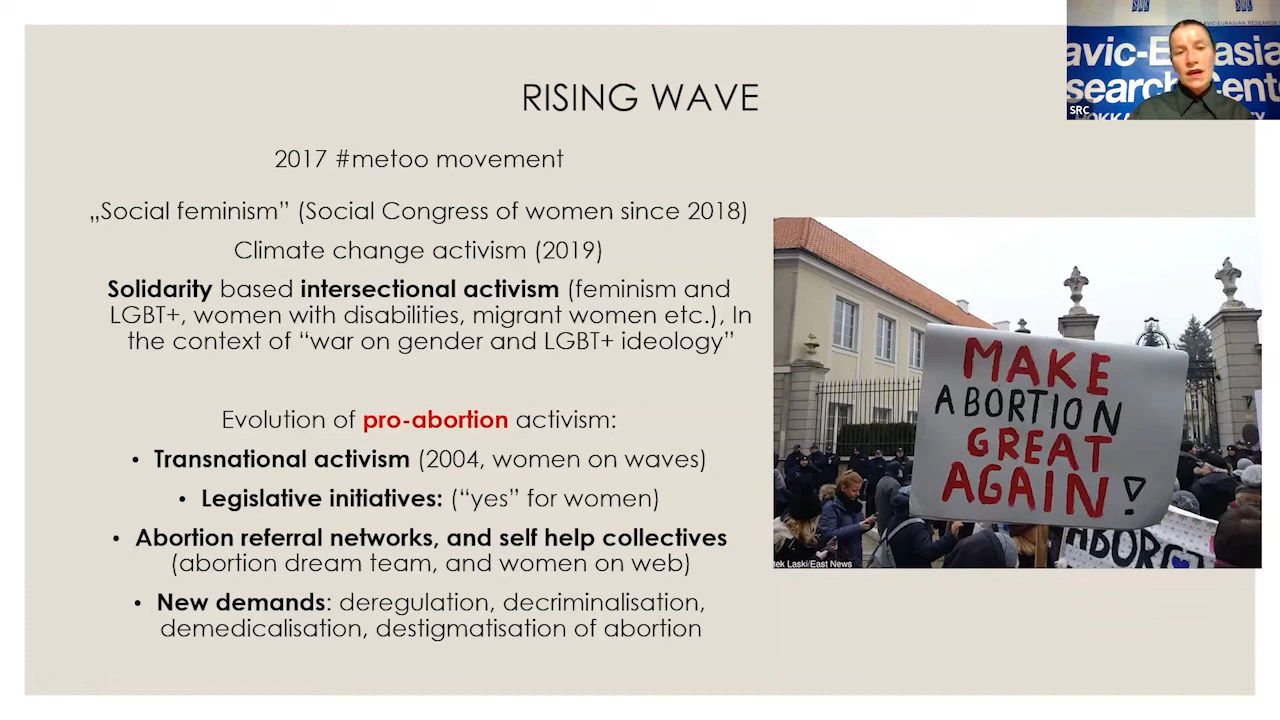 RISING WAVE
2017 #metoo movement
„Social feminism” (Social Congress of women since 2018)
Climate change activism (2019)
Solidarity based intersectional activism (feminism and
LGBT+, women with disabilities, migrant women etc.), In
the context of “war on gender and LGBT+ ideology”
Evolution of pro-abortion activism:
• Transnational activism (2004, women on waves)
• Legislative initiatives: (“yes” for women)
• Abortion referral networks, and self help collectives
(abortion dream team, and women on web)
• New demands: deregulation, decriminalisation,
demedicalisation, destigmatisation of abortion
MAKE
ABORTION
GREAT
AGAIN!
Laski/East News
SRC